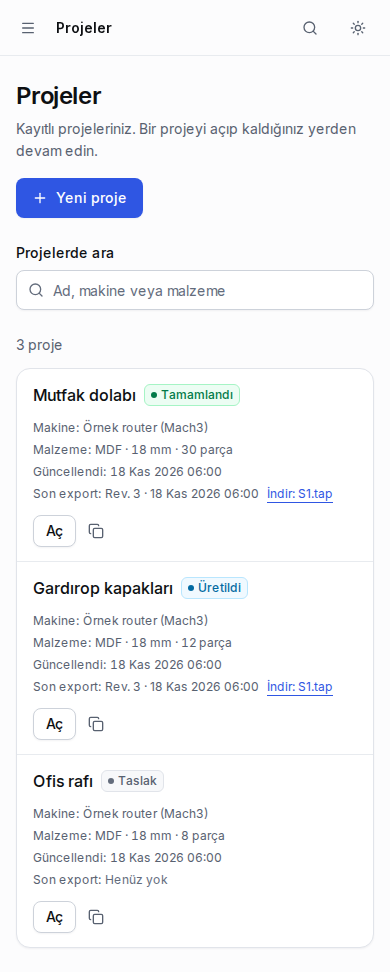 Projeler
Projeler
Kayıtlı projeleriniz. Bir projeyi açıp kaldığınız yerden
devam edin.
Yeni proje
Projelerde ara
Ad, makine veya malzeme
3 proje
Mutfak dolabı Tamamlandı
Makine: Örnek router (Mach3)
Malzeme: MDF · 18 mm · 30 parça
Güncellendi: 18 Kas 2026 06:00
Son export: Rev. 3 · 18 Kas 2026 06:00 İndir: S1.tap
Aç
Gardırop kapakları Üretildi
Makine: Örnek router (Mach3)
Malzeme: MDF · 18 mm · 12 parça
Güncellendi: 18 Kas 2026 06:00
Son export: Rev. 3 · 18 Kas 2026 06:00 İndir: S1.tap
Aç
Ofis rafı Taslak
Makine: Örnek router (Mach3)
Malzeme: MDF · 18 mm · 8 parça
Güncellendi: 18 Kas 2026 06:00
Son export: Henüz yok
Aç